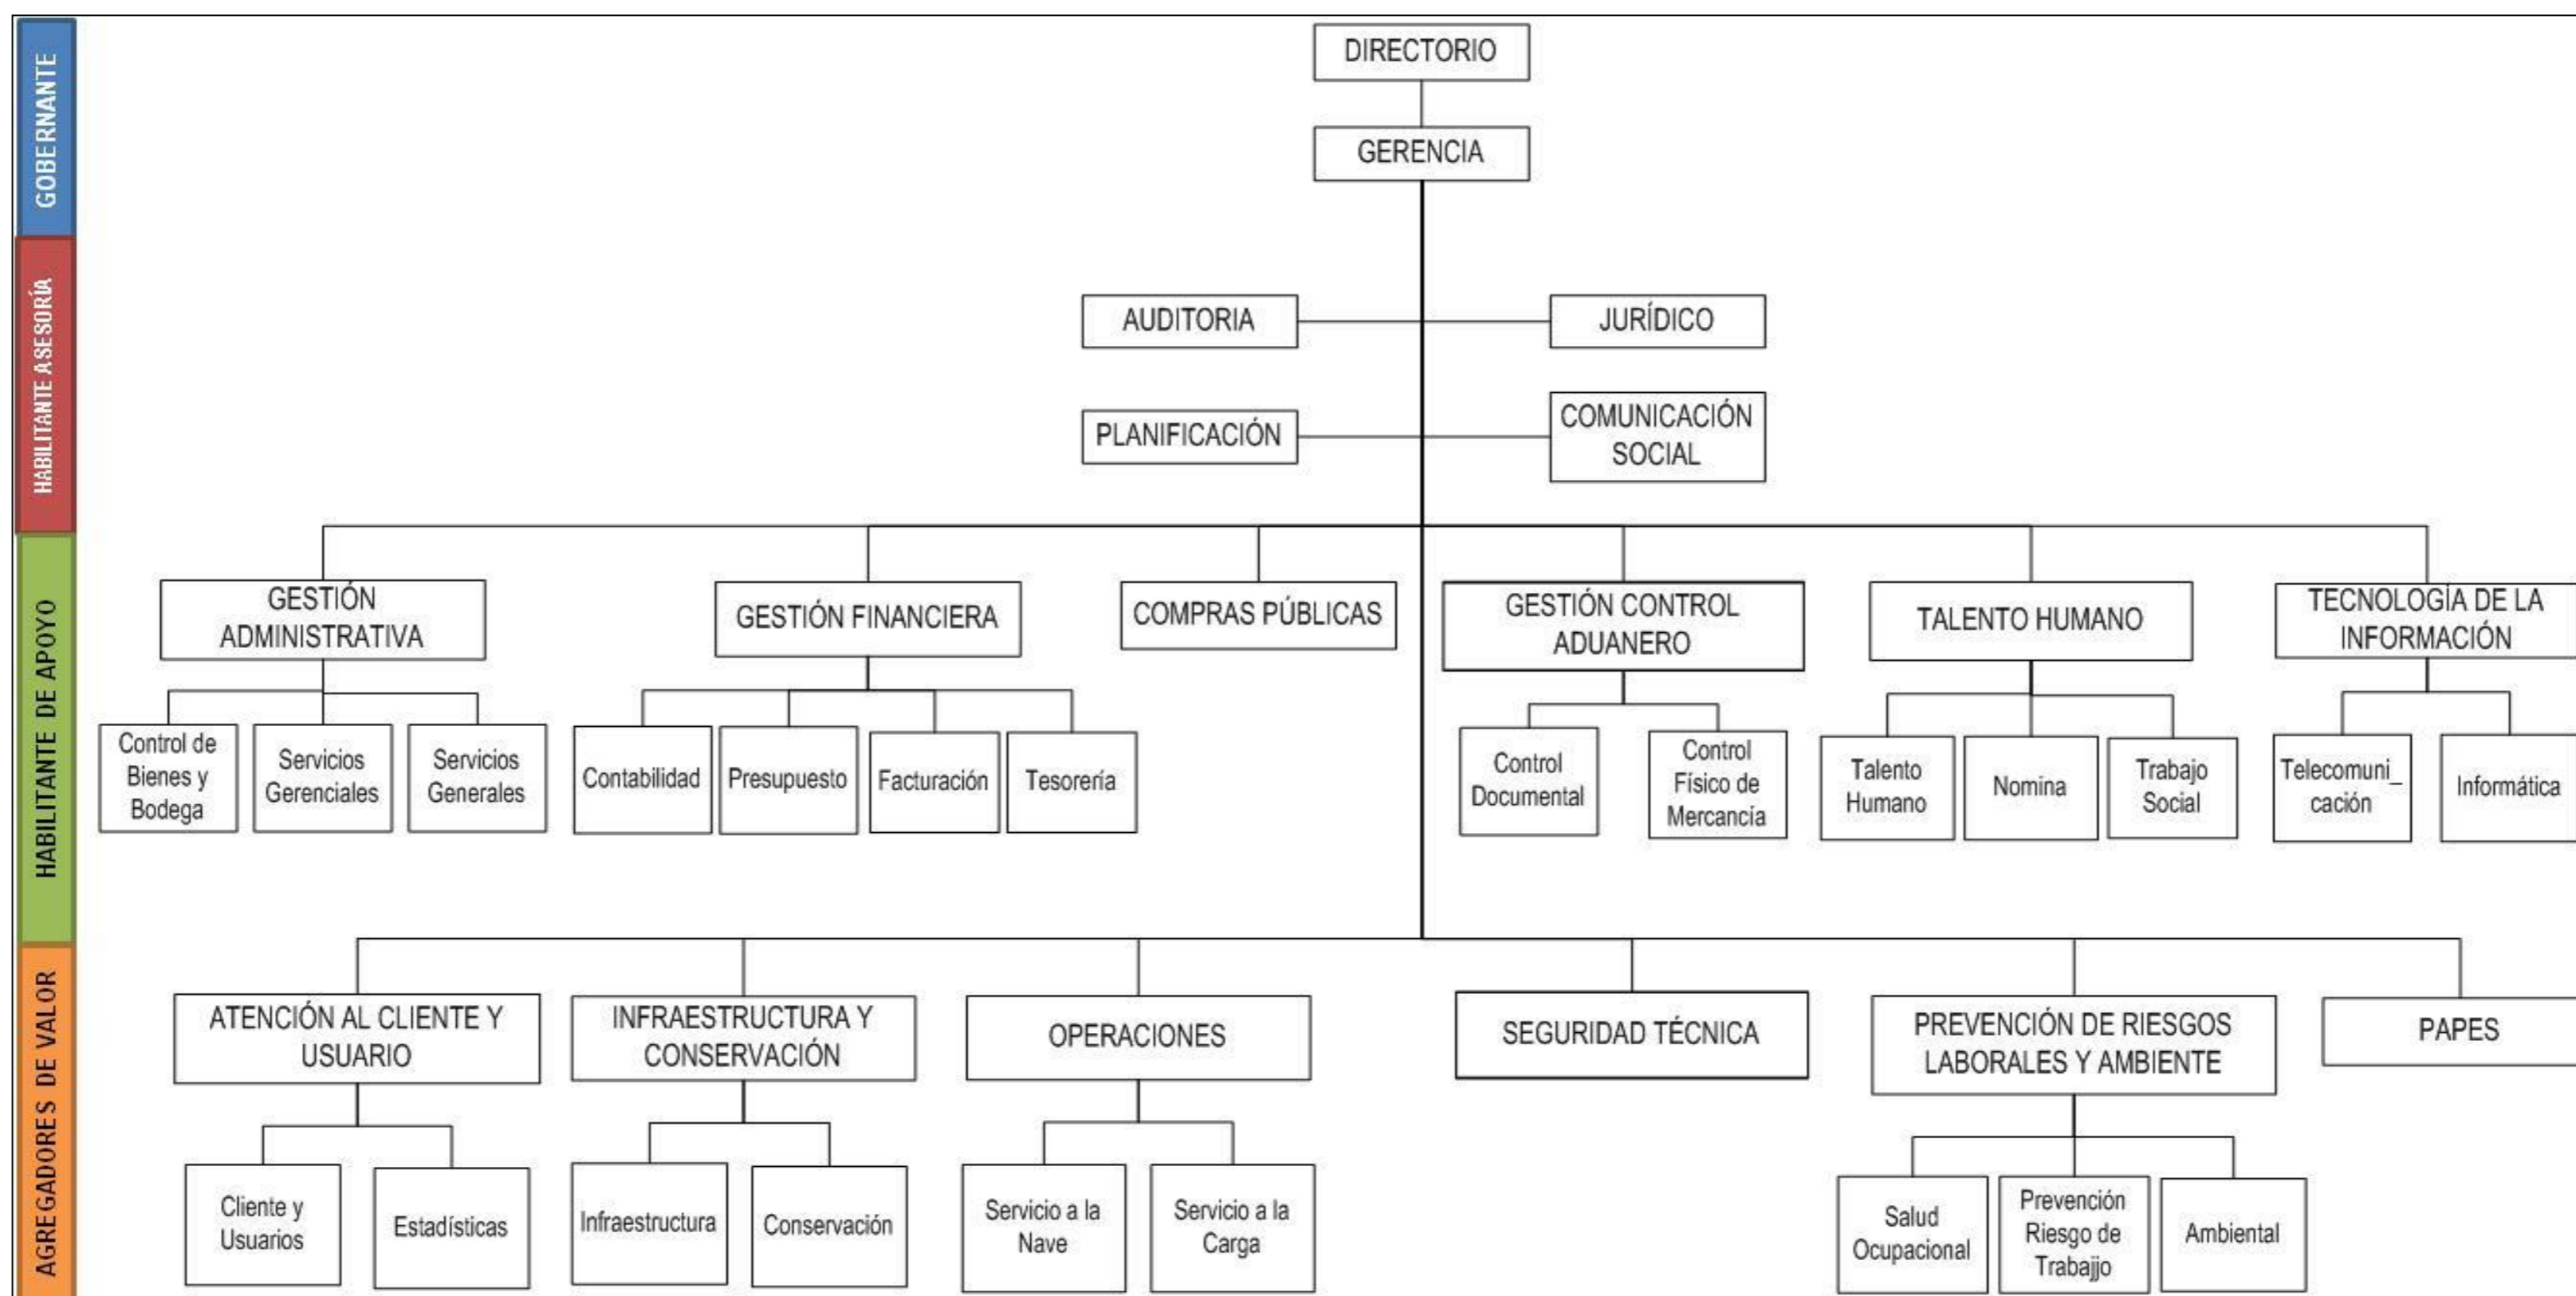 GOBERNANTE
DIRECTORIO
GERENCIA
HABILITANTE ASESORÍA
AUDITORIA
JURÍDICO
PLANIFICACIÓN
COMUNICACIÓN
SOCIAL
HABILITANTE DE APOYO
GESTIÓN
ADMINISTRATIVA
GESTIÓN FINANCIERA
COMPRAS PÚBLICAS
GESTIÓN CONTROL
ADUANERO
TALENTO HUMANO
TECNOLOGÍA DE LA
INFORMACIÓN
Control de
Bienes y
Bodega
Servicios
Gerenciales
Servicios
Generales
Contabilidad
Presupuesto
Facturación
Tesorería
Control
Documental
Control
Físico de
Mercancía
Talento
Humano
Nomina
Trabajo
Social
Telecomuni_
cación
Informática
AGREGADORES DE VALOR
ATENCIÓN AL CLIENTE Y
USUARIO
INFRAESTRUCTURA Y
CONSERVACIÓN
OPERACIONES
SEGURIDAD TÉCNICA
PREVENCIÓN DE RIESGOS
LABORALES Y AMBIENTE
PAPES
Cliente y
Usuarios
Estadísticas
Infraestructura
Conservación
Servicio a la
Nave
Servicio a la
Carga
Salud
Ocupacional
Prevención
Riesgo de
Trabajjo
Ambiental